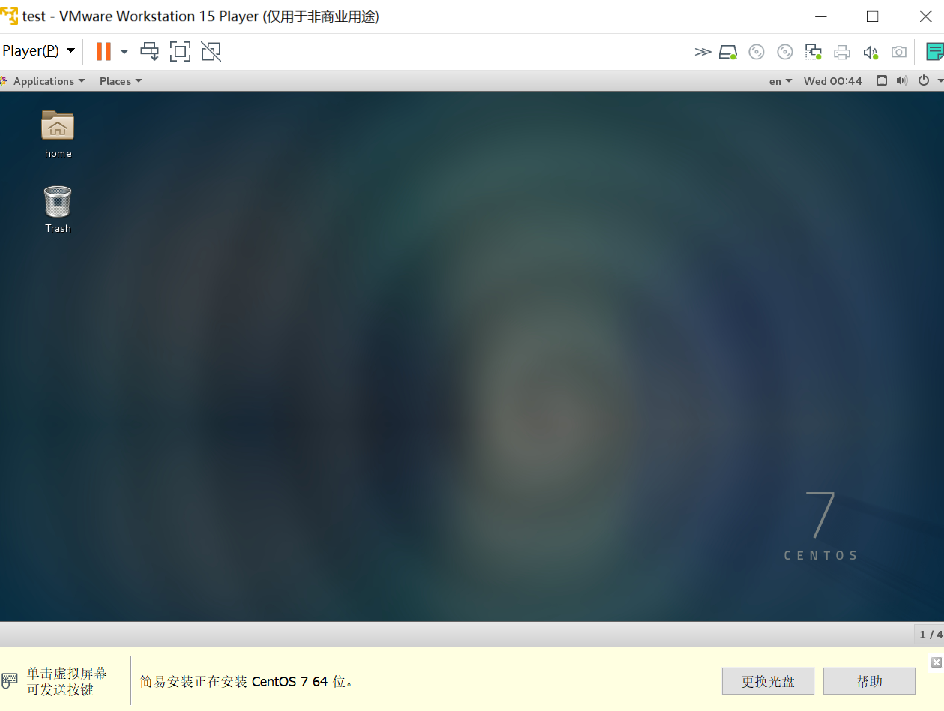 test - VMware Workstation 15 Player (仅用于非商业用途)
Player(P)
Applications Places en Wed 00:44
home
Trash
7
CENTOS
1 / 4
单击虚拟屏幕
可发送按键
简易安装正在安装 CentOS 7 64 位。
更换光盘 帮助